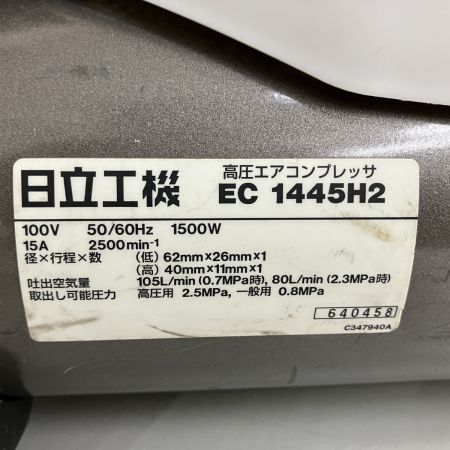 高圧エアコンプレッサ
日立工機 EC 1445H2
100V 50/60Hz 1500W
15A 2500min⁻¹
径×行程×数 (低) 62mm×26mm×1
(高) 40mm×11mm×1
吐出空気量 105L/min (0.7MPa時), 80L/min (2.3MPa時)
取出し可能圧力 高圧用 2.5MPa, 一般用 0.8MPa
640458
C347940A